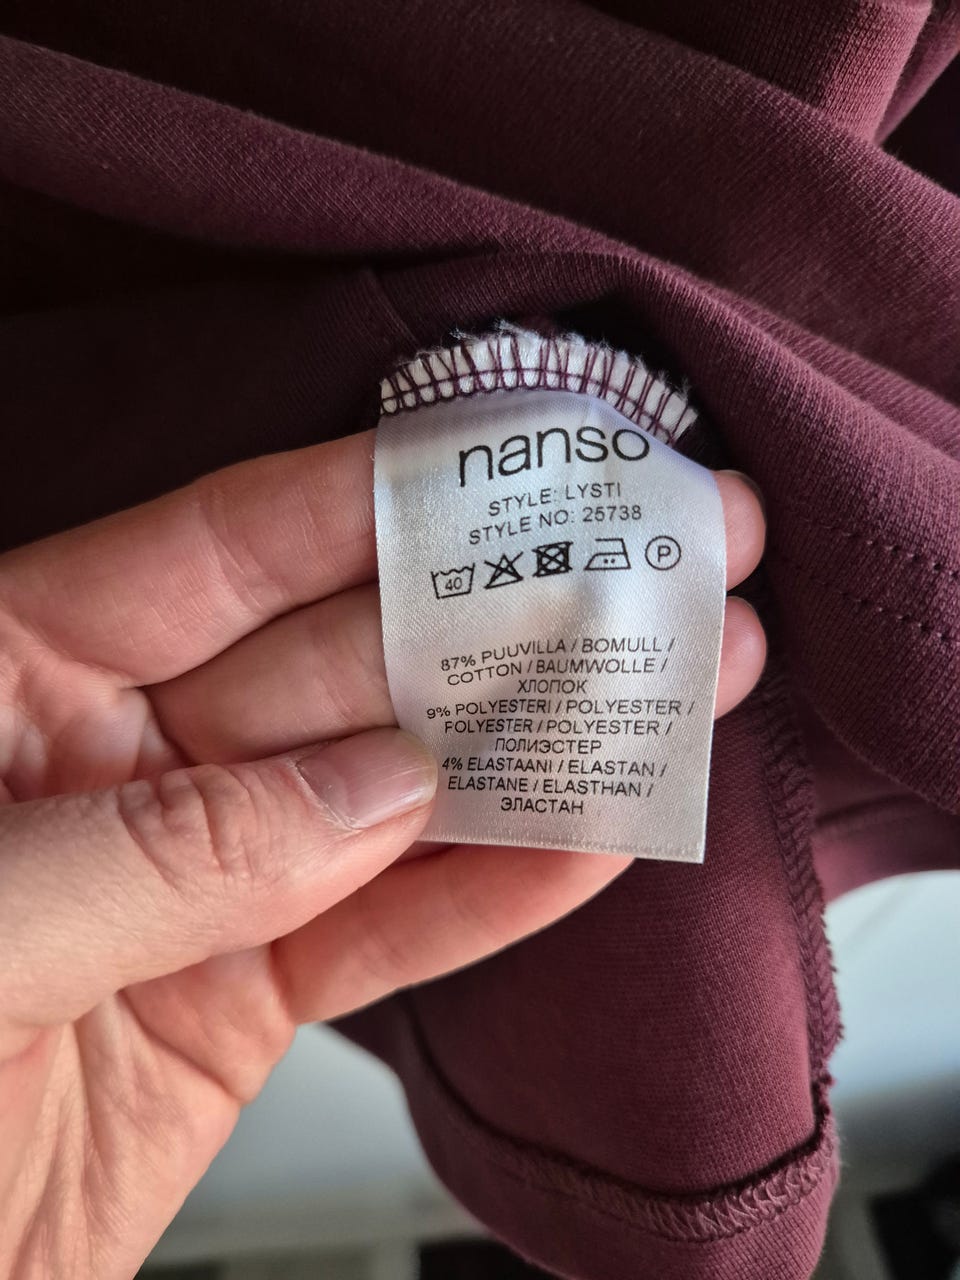 nanso
STYLE: LYSTI
STYLE NO: 25738
40 P
87% PUUVILLA / BOMULL /
COTTON / BAUMWOLLE /
ХЛОПОК
9% POLYESTERI / POLYESTER /
POLYESTER / POLYESTER /
ПОЛИЭСТЕР
4% ELASTAANI / ELASTAN /
ELASTANE / ELASTHAN /
ЭЛАСТАН